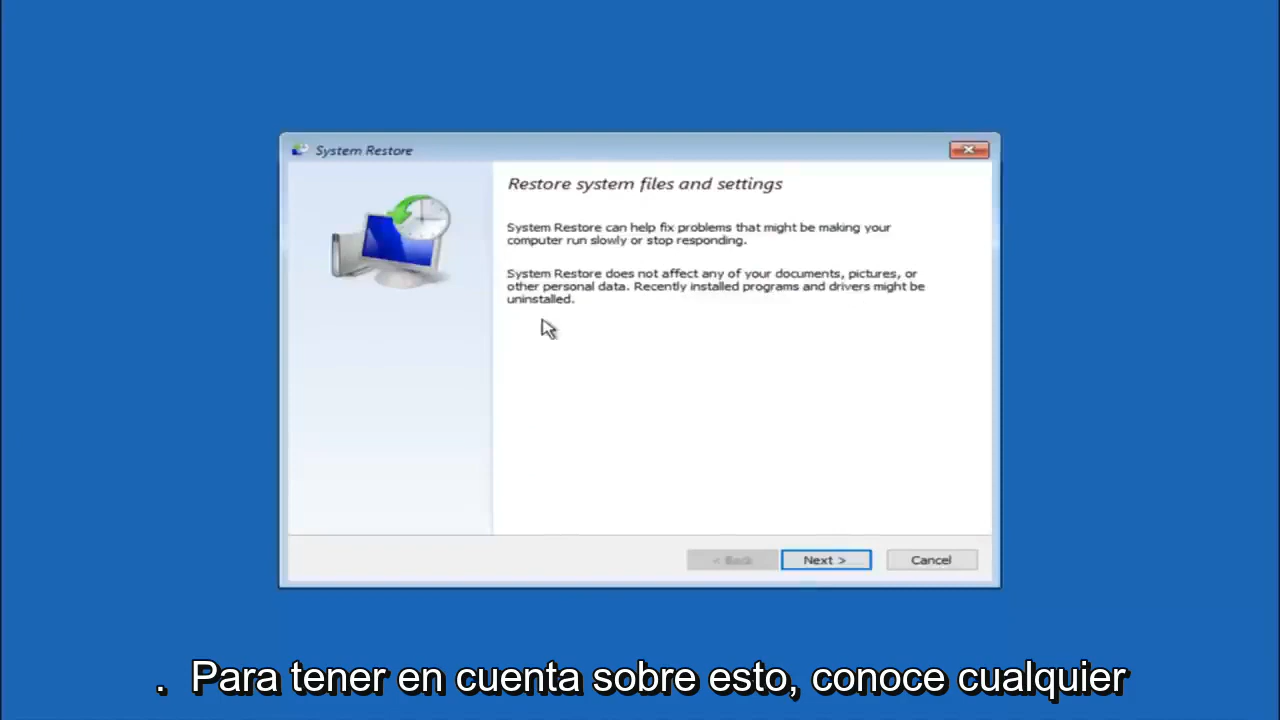 System Restore
Restore system files and settings
System Restore can help fix problems that might be making your
computer run slowly or stop responding.
System Restore does not affect any of your documents, pictures, or
other personal data. Recently installed programs and drivers might be
uninstalled.
< Back
Next >
Cancel
. Para tener en cuenta sobre esto, conoce cualquier